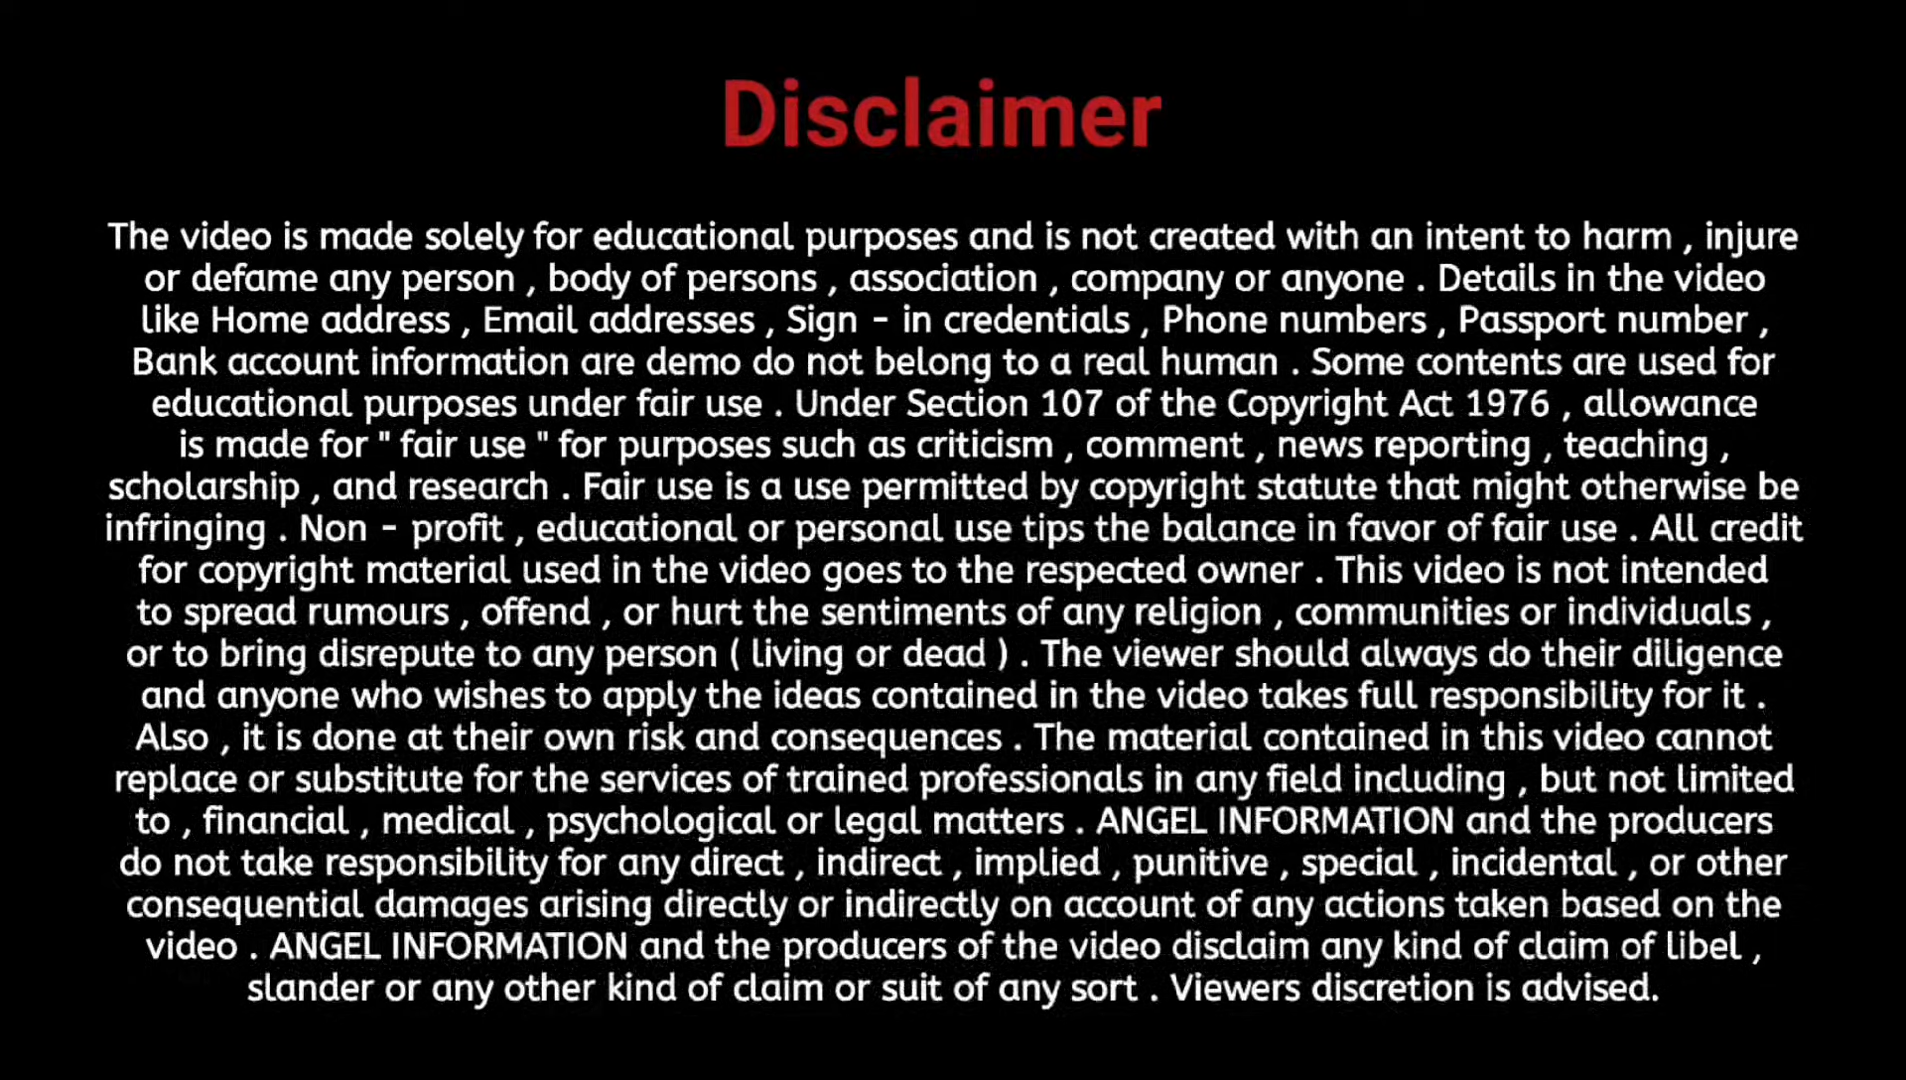 Disclaimer
The video is made solely for educational purposes and is not created with an intent to harm , injure
or defame any person , body of persons , association , company or anyone . Details in the video
like Home address , Email addresses , Sign - in credentials , Phone numbers , Passport number ,
Bank account information are demo do not belong to a real human . Some contents are used for
educational purposes under fair use . Under Section 107 of the Copyright Act 1976 , allowance
is made for " fair use " for purposes such as criticism , comment , news reporting , teaching ,
scholarship , and research . Fair use is a use permitted by copyright statute that might otherwise be
infringing . Non - profit , educational or personal use tips the balance in favor of fair use . All credit
for copyright material used in the video goes to the respected owner . This video is not intended
to spread rumours , offend , or hurt the sentiments of any religion , communities or individuals ,
or to bring disrepute to any person ( living or dead ) . The viewer should always do their diligence
and anyone who wishes to apply the ideas contained in the video takes full responsibility for it .
Also , it is done at their own risk and consequences . The material contained in this video cannot
replace or substitute for the services of trained professionals in any field including , but not limited
to , financial , medical , psychological or legal matters . ANGEL INFORMATION and the producers
do not take responsibility for any direct , indirect , implied , punitive , special , incidental , or other
consequential damages arising directly or indirectly on account of any actions taken based on the
video . ANGEL INFORMATION and the producers of the video disclaim any kind of claim of libel ,
slander or any other kind of claim or suit of any sort . Viewers discretion is advised.